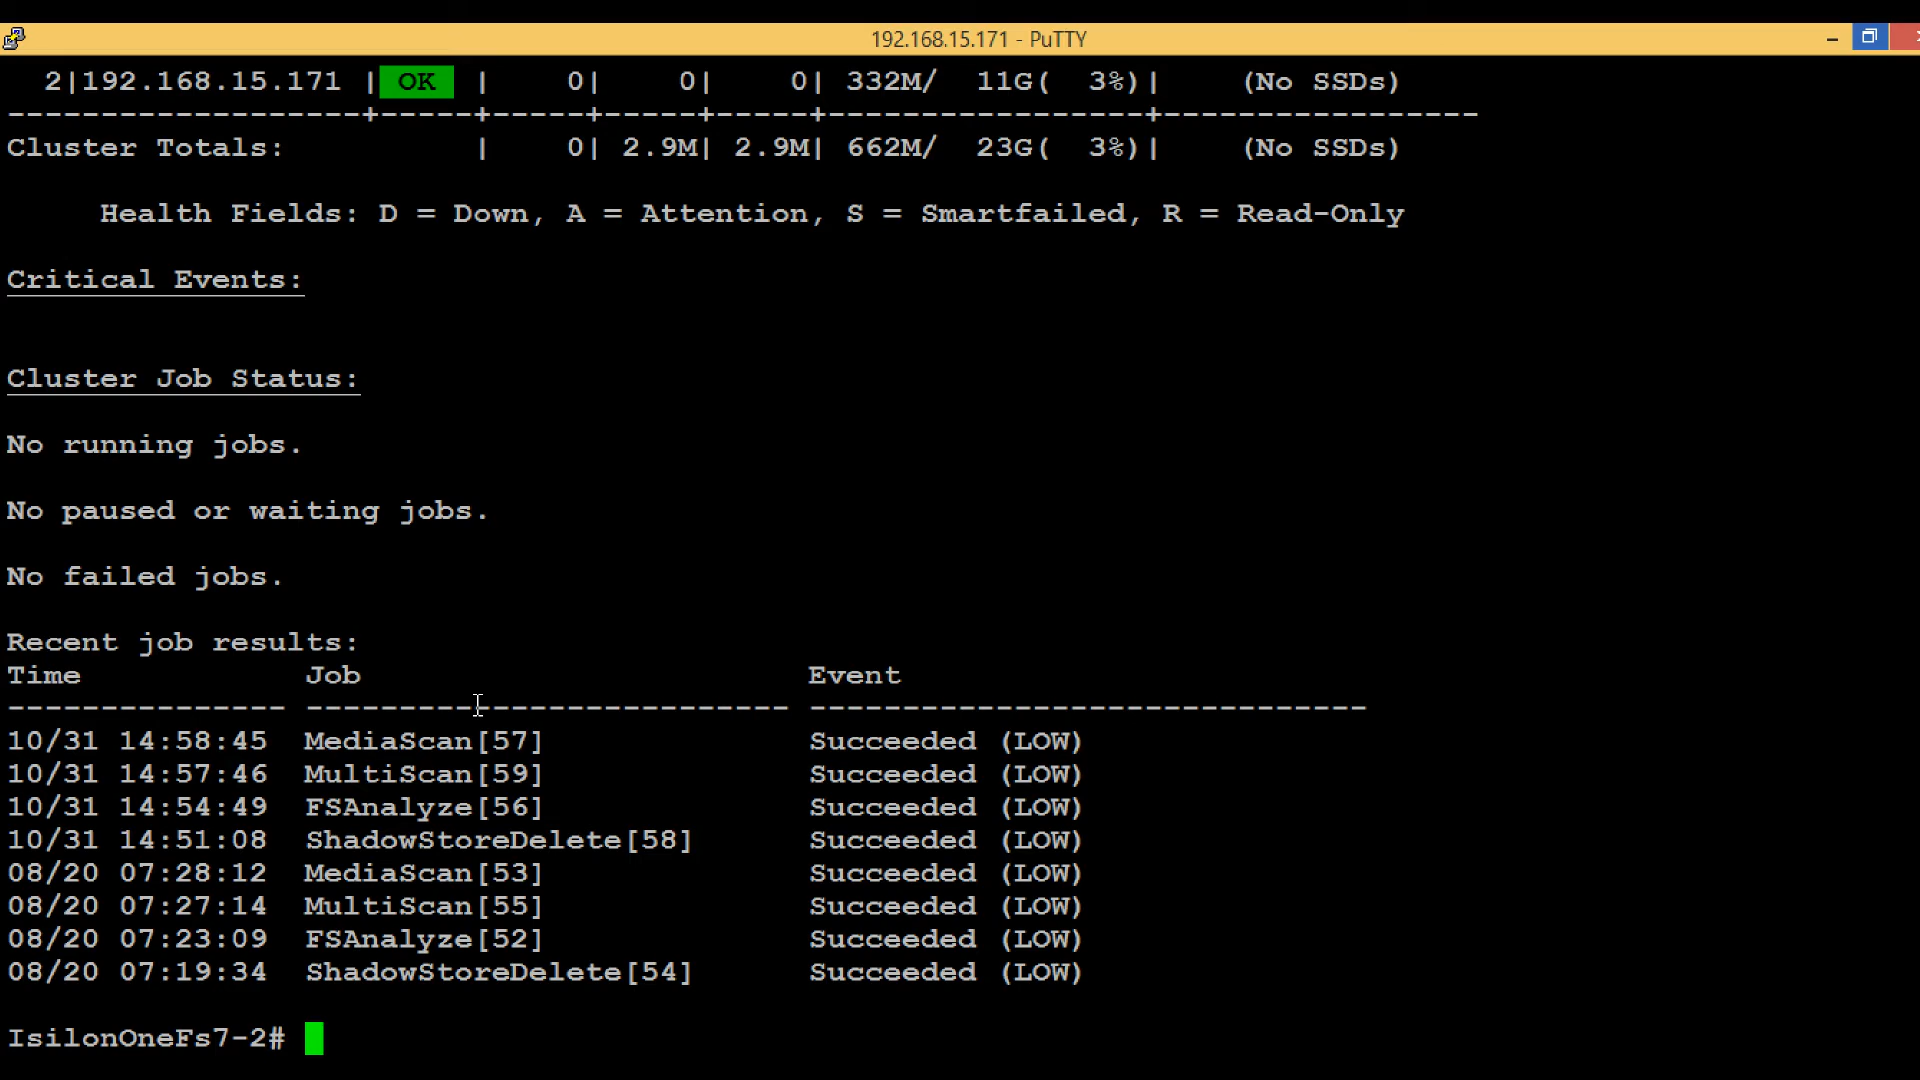 192.168.15.171 - PuTTY
2|192.168.15.171 | OK |    0|    0|    0| 332M/  11G(  3%)|    (No SSDs)
-------------------+-----+-----+-----+-----+-----------------+-----------------
Cluster Totals:          |    0| 2.9M| 2.9M| 662M/  23G(  3%)|    (No SSDs)
Health Fields: D = Down, A = Attention, S = Smartfailed, R = Read-Only
Critical Events:
Cluster Job Status:
No running jobs.
No paused or waiting jobs.
No failed jobs.
Recent job results:
Time            Job                        Event
--------------- -------------------------- ------------------------------
10/31 14:58:45  MediaScan[57]              Succeeded (LOW)
10/31 14:57:46  MultiScan[59]              Succeeded (LOW)
10/31 14:54:49  FSAnalyze[56]              Succeeded (LOW)
10/31 14:51:08  ShadowStoreDelete[58]      Succeeded (LOW)
08/20 07:28:12  MediaScan[53]              Succeeded (LOW)
08/20 07:27:14  MultiScan[55]              Succeeded (LOW)
08/20 07:23:09  FSAnalyze[52]              Succeeded (LOW)
08/20 07:19:34  ShadowStoreDelete[54]      Succeeded (LOW)
IsilonOneFs7-2#